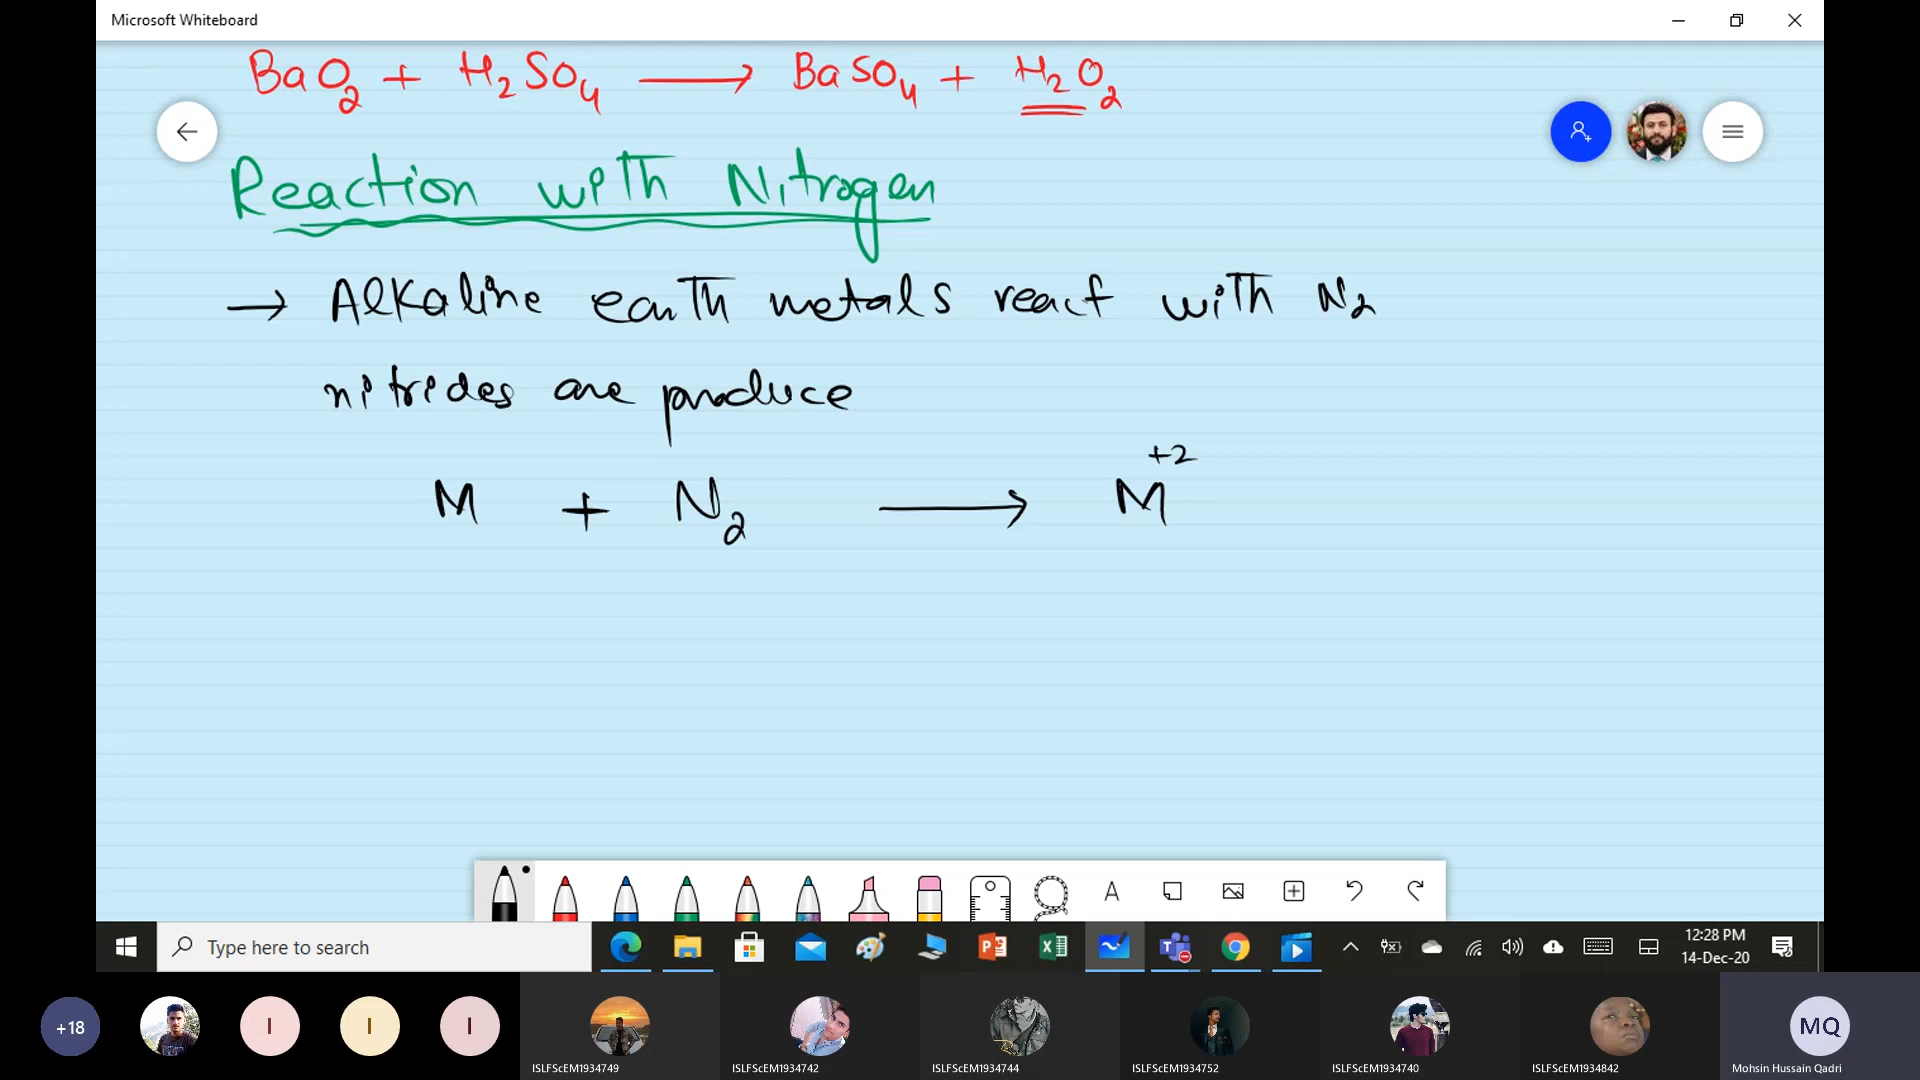 Microsoft Whiteboard
BaO2 + H2SO4 ⟶ BaSO4 + H2O2
Reaction with Nitrogen
→ Alkaline earth metals react with N2
nitrides are produce
M + N2 ⟶ M+2
A
Type here to search
12:28 PM
14-Dec-20
+18
I
I
I
MQ
ISLFScEM1934749
ISLFScEM1934742
ISLFScEM1934744
ISLFScEM1934752
ISLFScEM1934740
ISLFScEM1934842
Mohsin Hussain Qadri